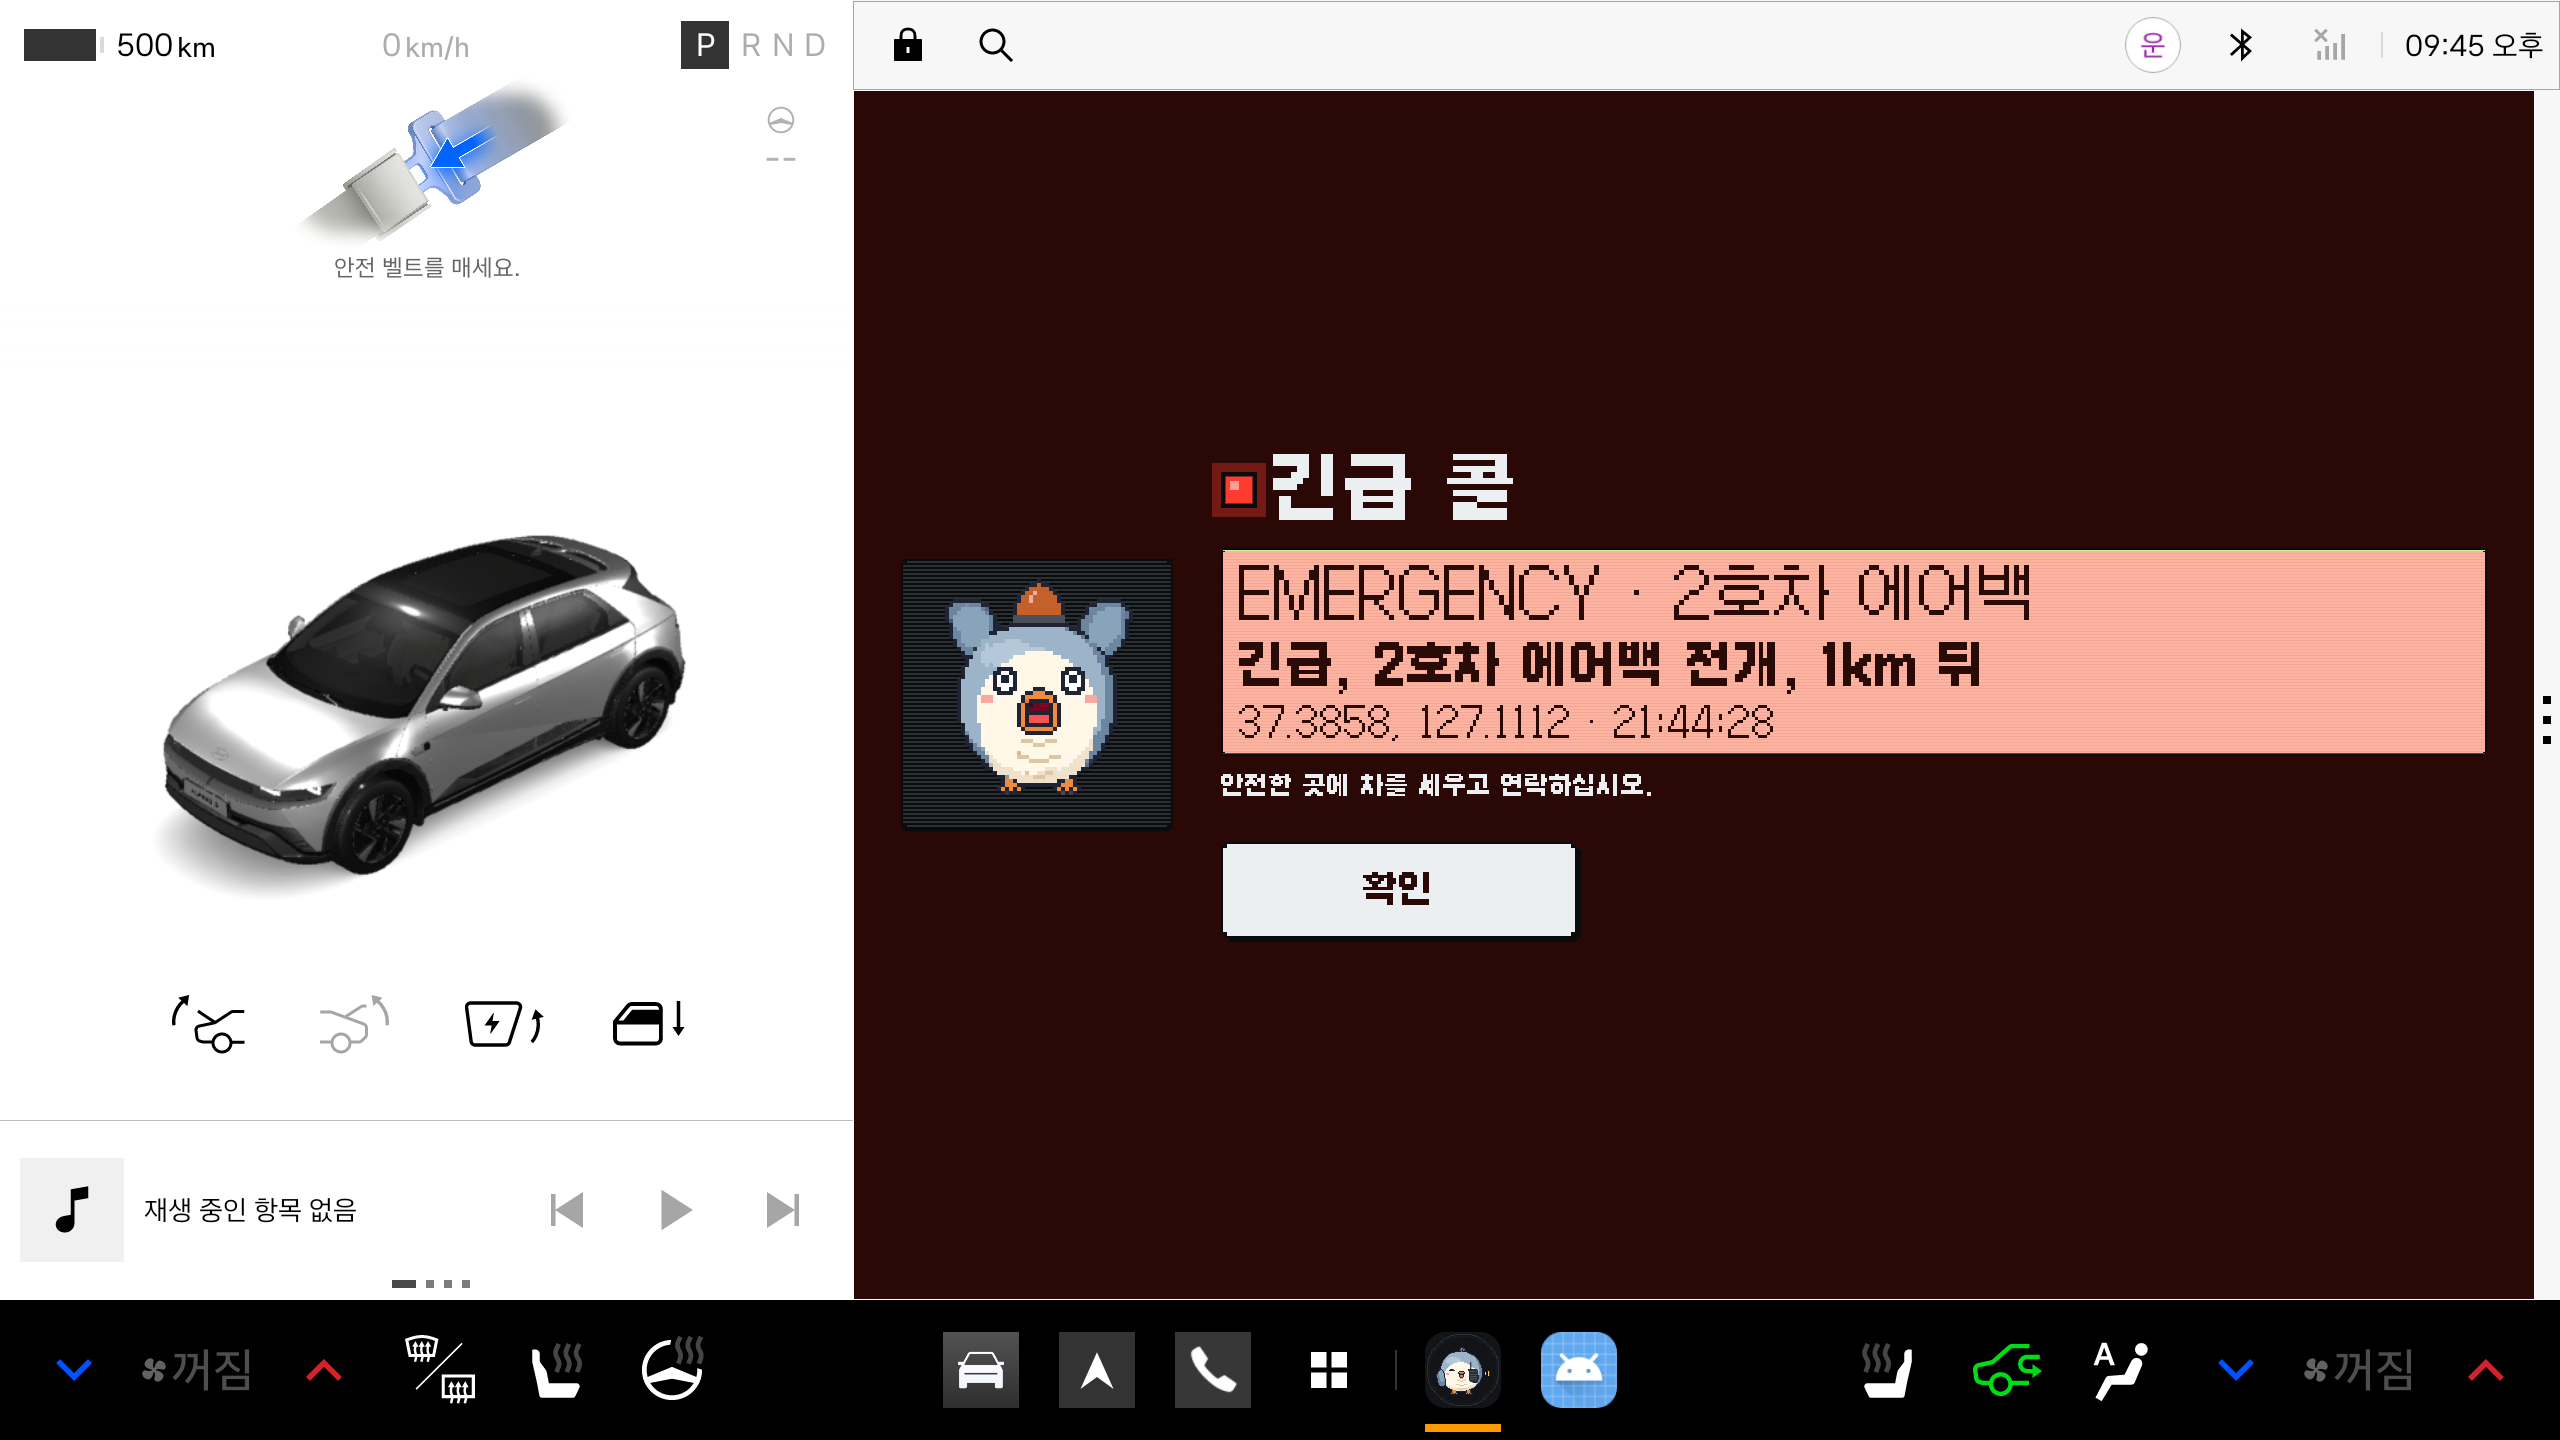 500 km
0 km/h
P R N D
운
09:45 오후
안전 벨트를 매세요.
긴급 콜
EMERGENCY · 2호차 에어백
긴급, 2호차 에어백 전개, 1km 뒤
37.3858, 127.1112 · 21:44:28
안전한 곳에 차를 세우고 연락하십시오.
확인
재생 중인 항목 없음
꺼짐
A
꺼짐